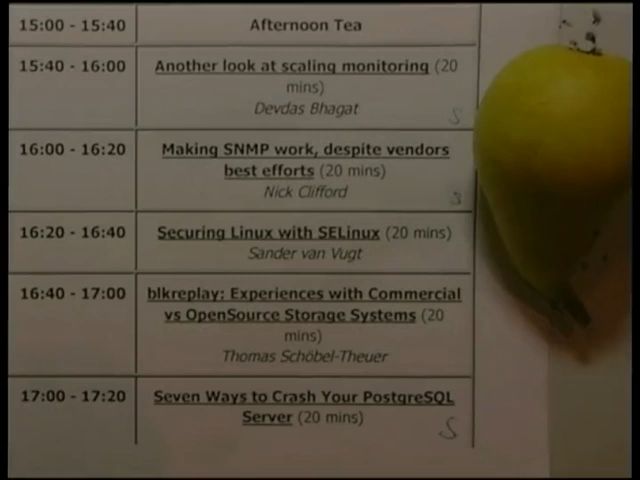 15:00 - 15:40 Afternoon Tea
15:40 - 16:00 Another look at scaling monitoring (20
mins)
Devdas Bhagat
S
16:00 - 16:20 Making SNMP work, despite vendors
best efforts (20 mins)
Nick Clifford
S
16:20 - 16:40 Securing Linux with SELinux (20 mins)
Sander van Vugt
16:40 - 17:00 blkreplay: Experiences with Commercial
vs OpenSource Storage Systems (20
mins)
Thomas Schöbel-Theuer
17:00 - 17:20 Seven Ways to Crash Your PostgreSQL
Server (20 mins)
S